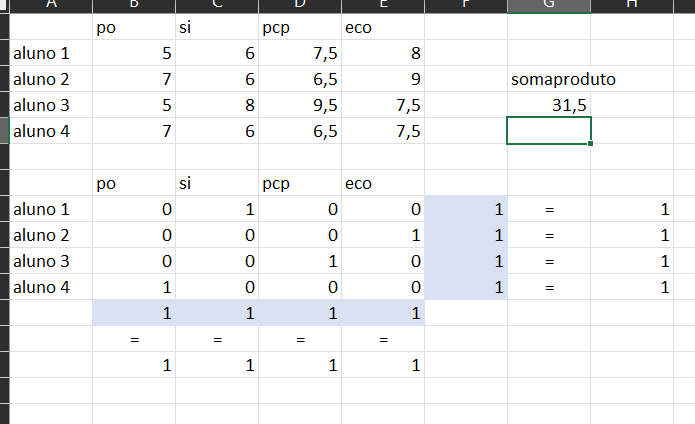 A B C D E F G H
po si pcp eco
aluno 1 5 6 7,5 8
aluno 2 7 6 6,5 9 somaproduto
aluno 3 5 8 9,5 7,5 31,5
aluno 4 7 6 6,5 7,5
po si pcp eco
aluno 1 0 1 0 0 1 = 1
aluno 2 0 0 0 1 1 = 1
aluno 3 0 0 1 0 1 = 1
aluno 4 1 0 0 0 1 = 1
1 1 1 1
= = = =
1 1 1 1